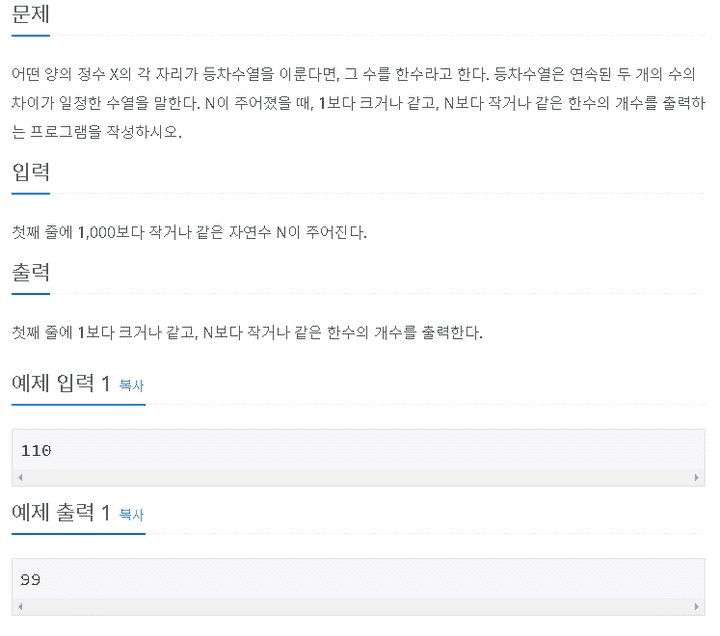 문제
어떤 양의 정수 X의 각 자리가 등차수열을 이룬다면, 그 수를 한수라고 한다. 등차수열은 연속된 두 개의 수의
차이가 일정한 수열을 말한다. N이 주어졌을 때, 1보다 크거나 같고, N보다 작거나 같은 한수의 개수를 출력하
는 프로그램을 작성하시오.
입력
첫째 줄에 1,000보다 작거나 같은 자연수 N이 주어진다.
출력
첫째 줄에 1보다 크거나 같고, N보다 작거나 같은 한수의 개수를 출력한다.
예제 입력 1 복사
110
예제 출력 1 복사
99